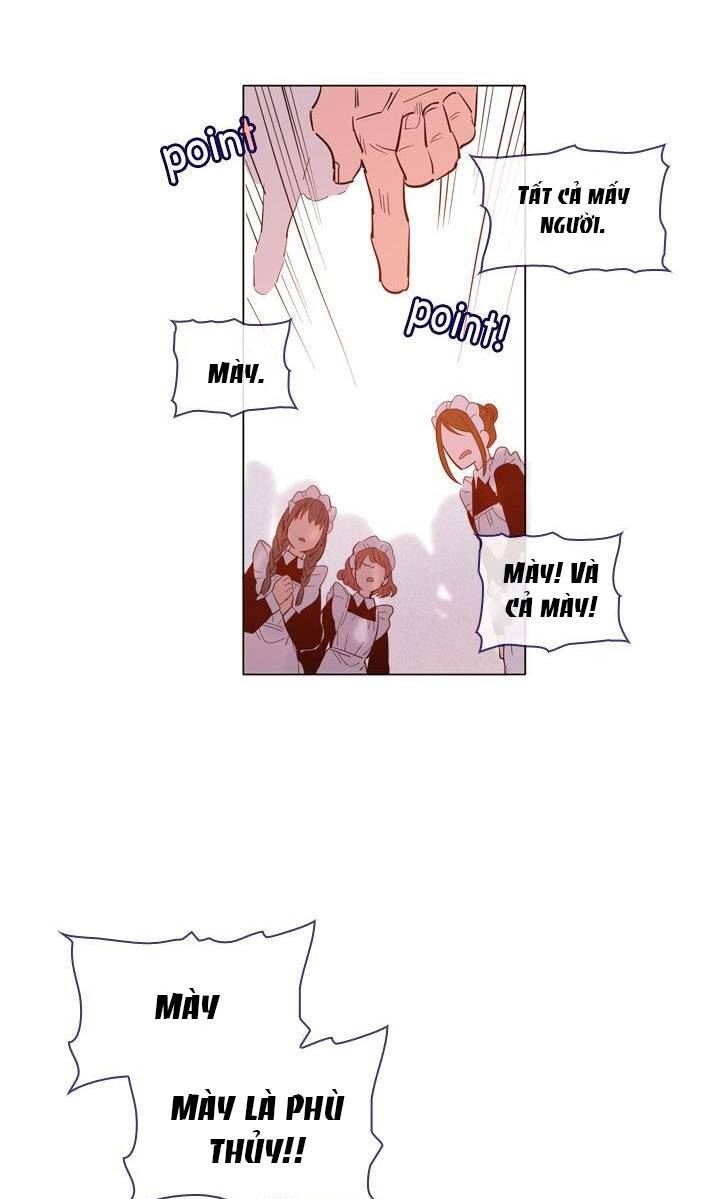 point
Tất cả mấy
người.
point!
Mày.
Mày! Và
cả mày!
Mày
Mày là phù
thủy!!